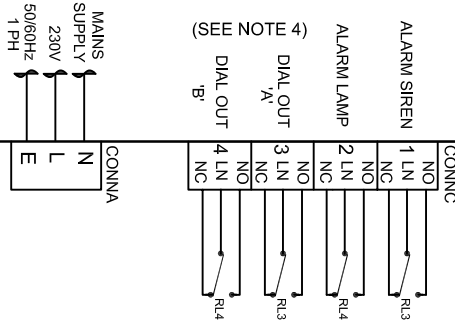 (SEE NOTE 4)
MAINS
SUPPLY
230V
50/60Hz
1 PH
DIAL OUT
'B'
DIAL OUT
'A'
ALARM LAMP
ALARM SIREN
CONNA
N
L
E
CONNC
NO
4 LN
NC
NO
3 LN
NC
NO
2 LN
NC
NO
1 LN
NC
RL4
RL3
RL4
RL3